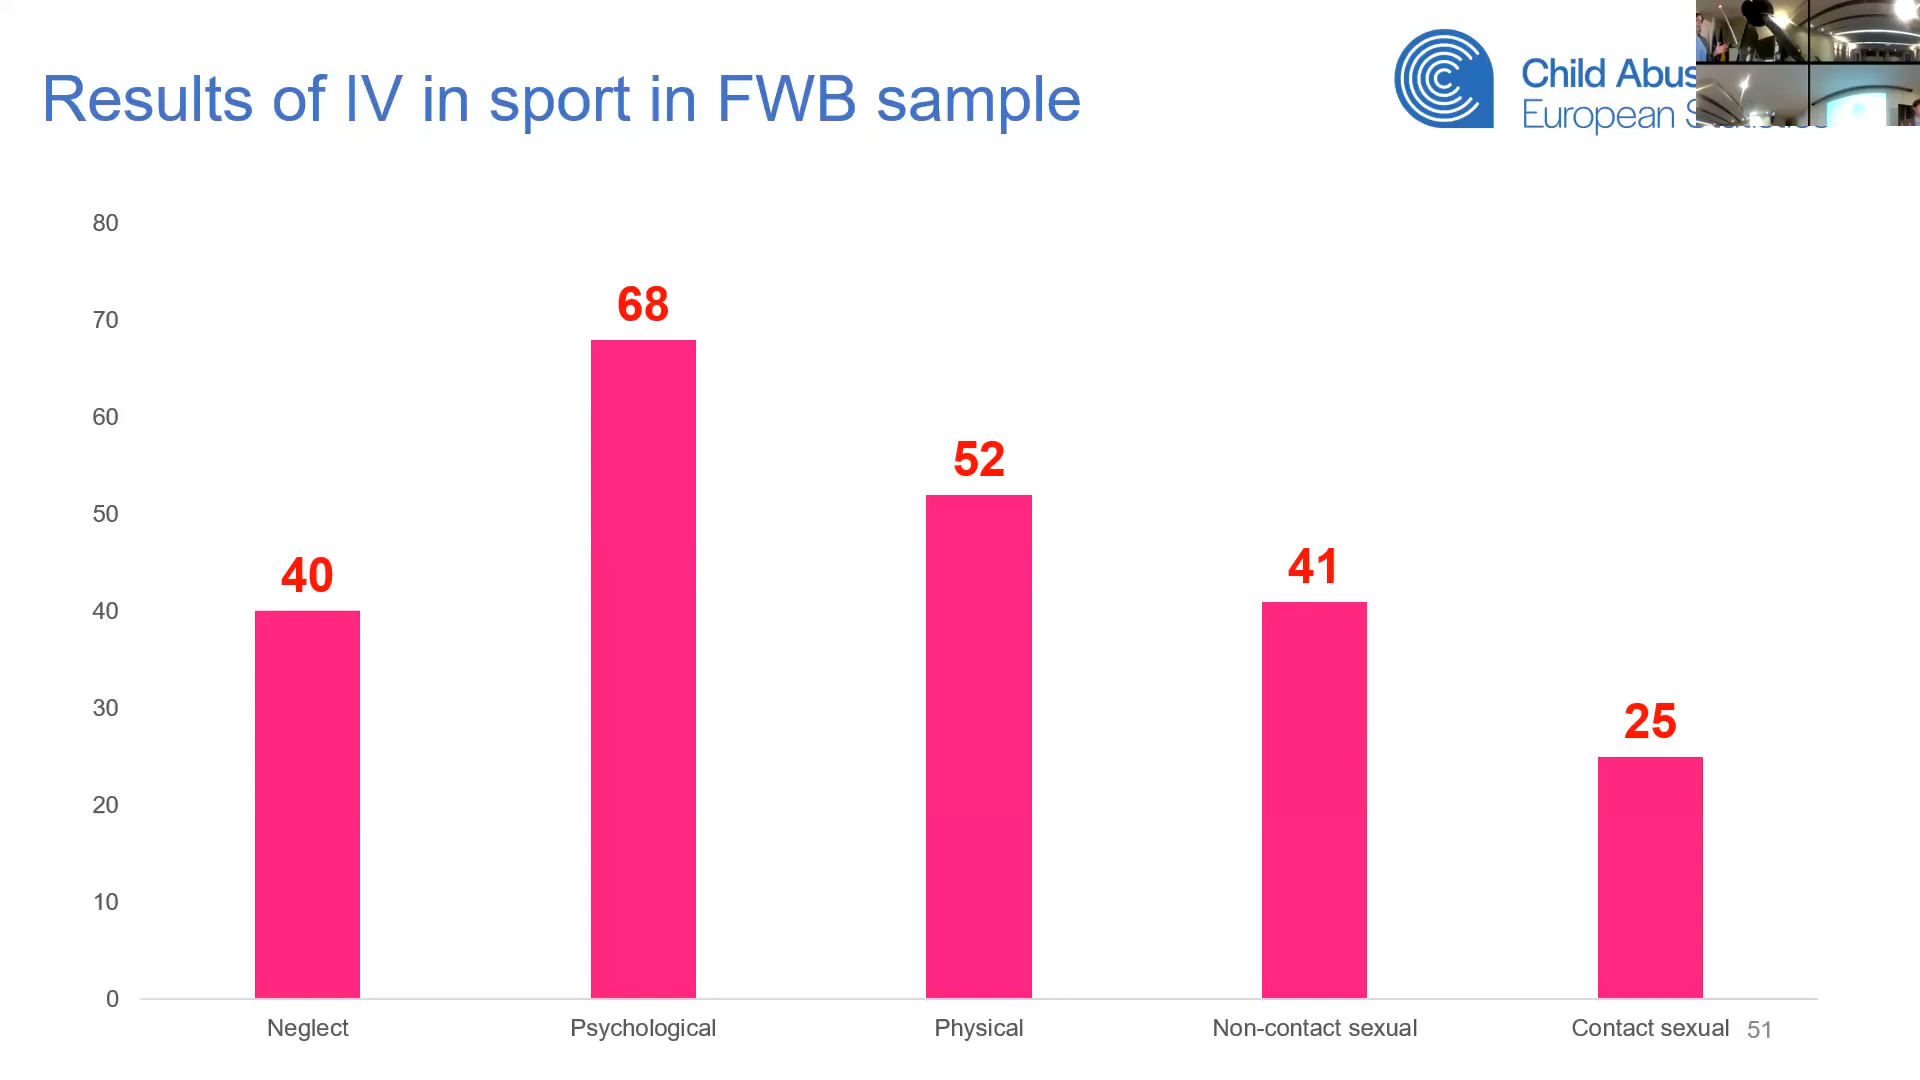 Results of IV in sport in FWB sample
Child Abus
European
80
70
60
50
40
30
20
10
0
40
68
52
41
25
Neglect
Psychological
Physical
Non-contact sexual
Contact sexual
51